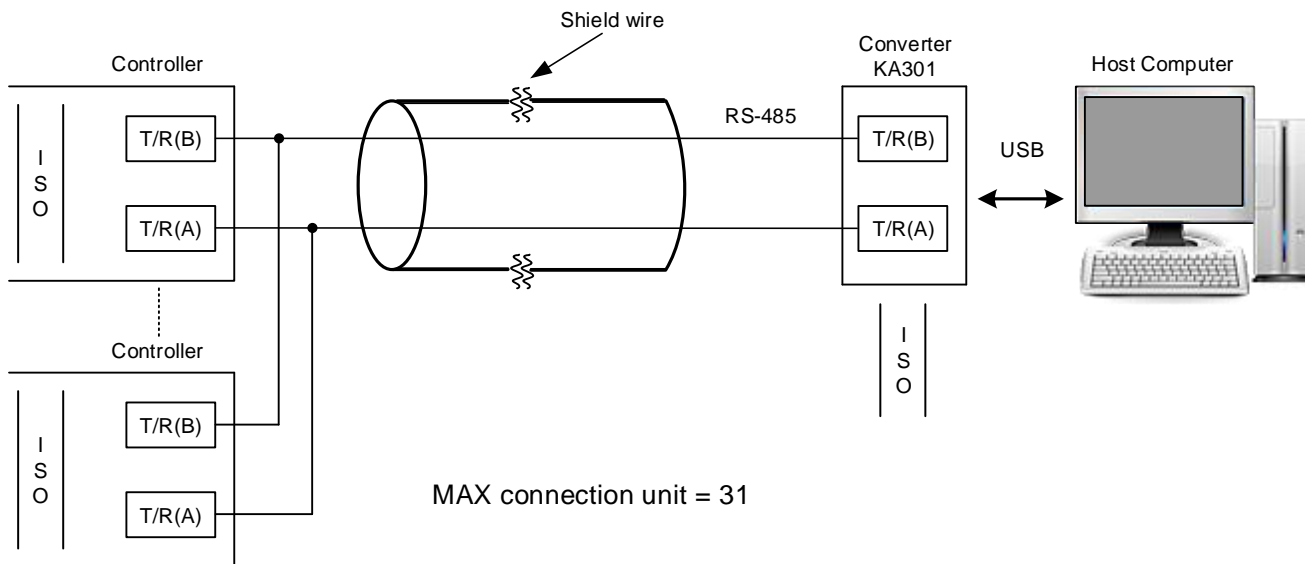 Shield wire
Controller
Converter
KA301
Host Computer
I
S
O
T/R(B)
RS-485
T/R(B)
USB
T/R(A)
T/R(A)
Controller
I
S
O
I
S
O
T/R(B)
T/R(A)
MAX connection unit = 31